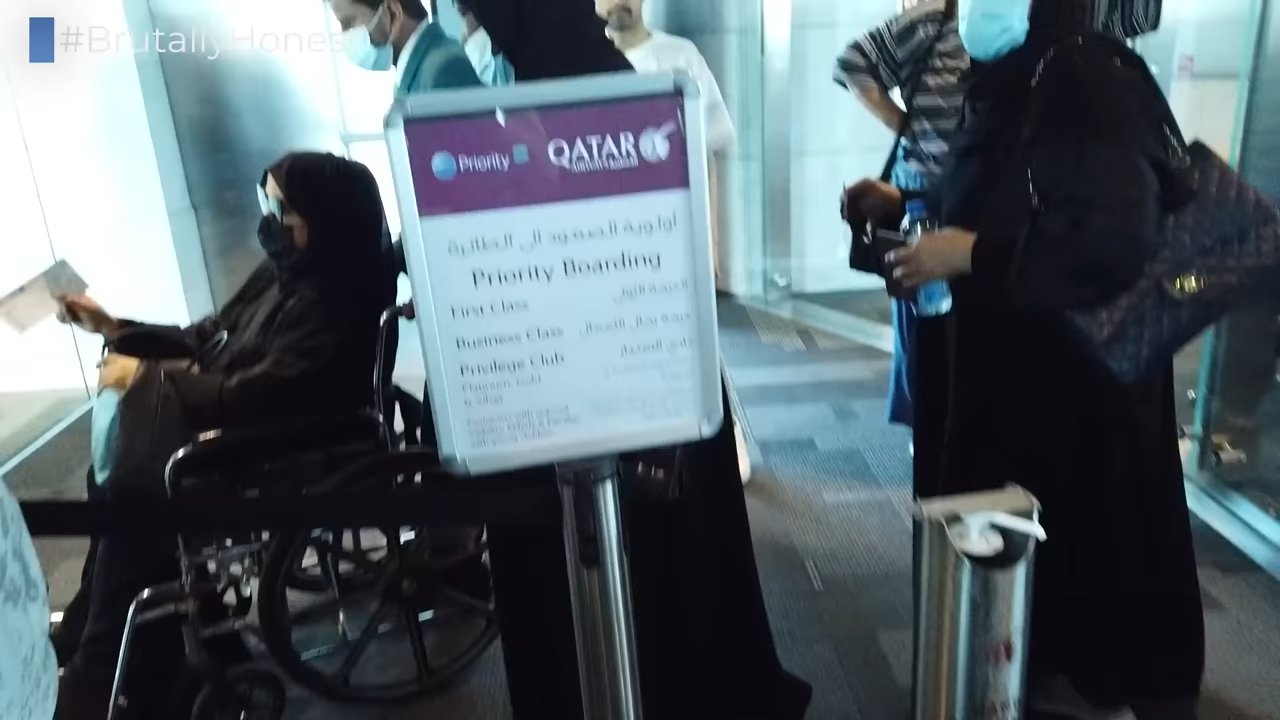 #BrutallyHonest
Priority
QATAR
AIRWAYS
أولوية الصعود إلى الطائرة
Priority Boarding
First Class
الدرجة الأولى
Business Class
درجة رجال الأعمال
Privilege Club
نادي الامتياز
Platinum, Gold
& Silver